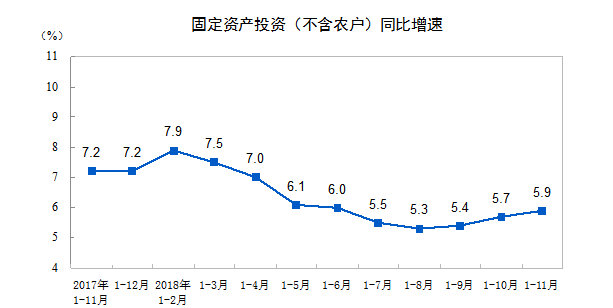 固定资产投资（不含农户）同比增速
（%）
11
10
9
8
7
6
5
4
7.2
7.2
7.9
7.5
7.0
6.1
6.0
5.5
5.3
5.4
5.7
5.9
2017年
1-11月
1-12月
2018年
1-2月
1-3月
1-4月
1-5月
1-6月
1-7月
1-8月
1-9月
1-10月
1-11月